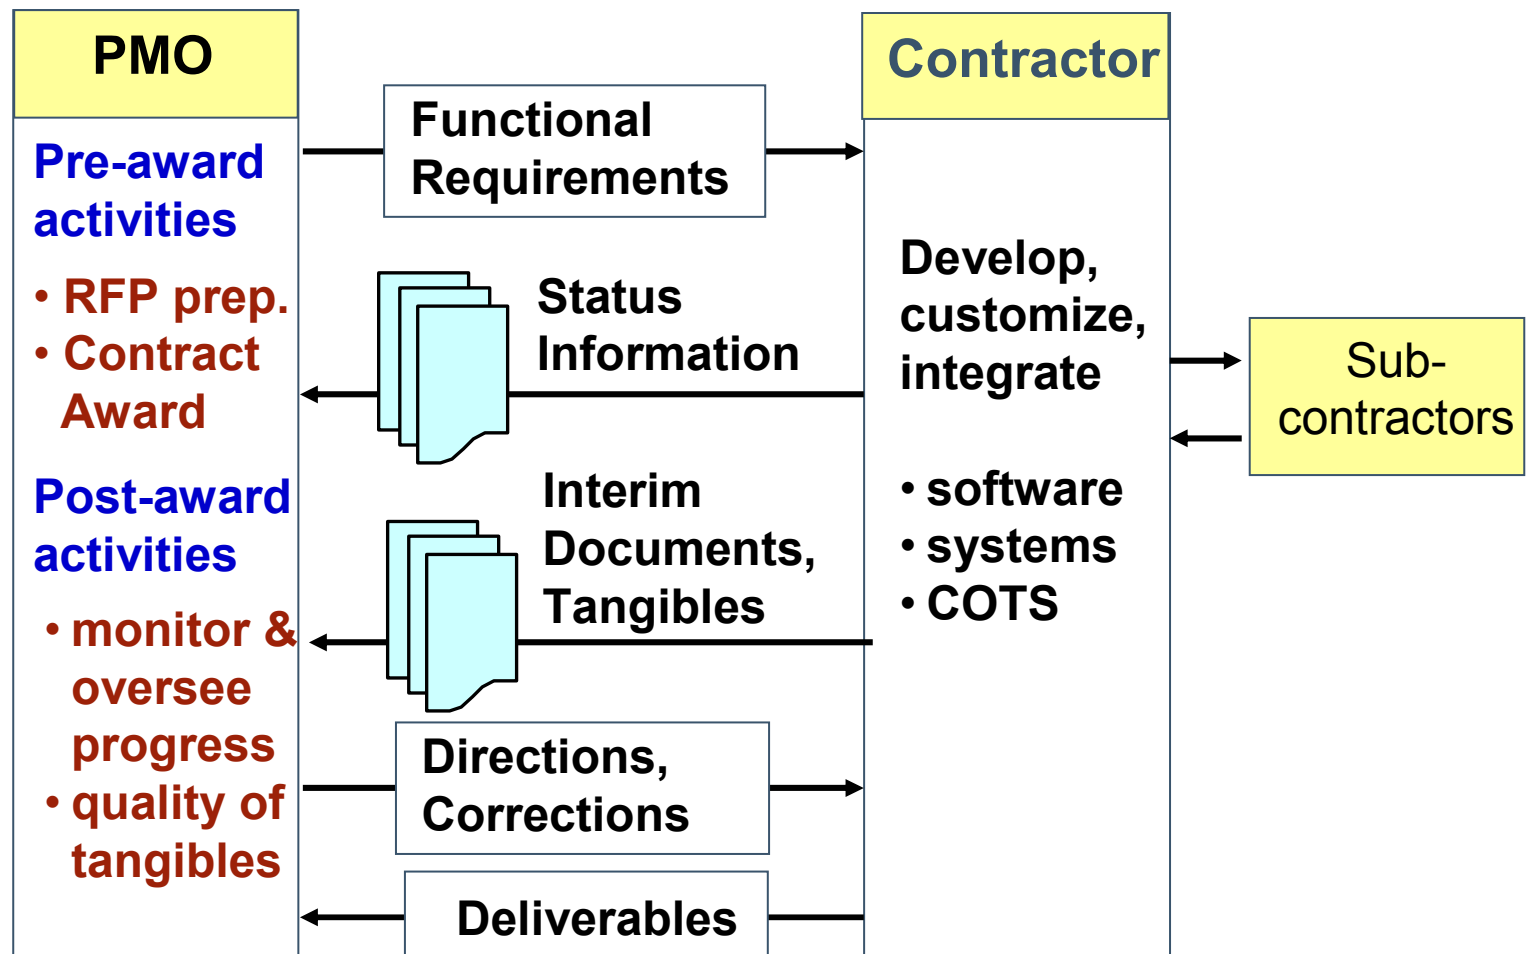 PMO
Pre-award
activities
• RFP prep.
• Contract
Award
Post-award
activities
• monitor &
oversee
progress
• quality of
tangibles
Functional
Requirements
Status
Information
Interim
Documents,
Tangibles
Directions,
Corrections
Deliverables
Contractor
Develop,
customize,
integrate
• software
• systems
• COTS
Sub-
contractors